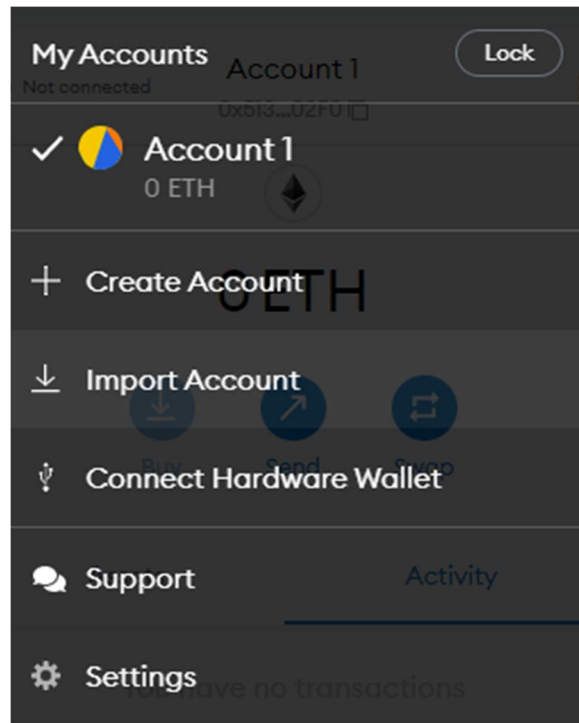 My Accounts
Lock
Account 1
Not connected
0x513...02F0
Account 1
0 ETH
Create Account
0 ETH
Import Account
Buy
Send
Swap
Connect Hardware Wallet
Support
Activity
Settings
You have no transactions